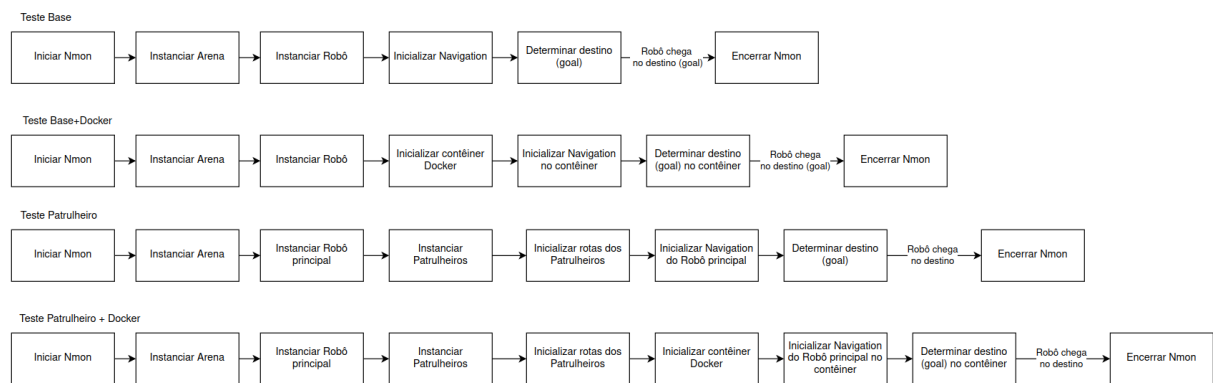 Teste Base
Iniciar Nmon
Instanciar Arena
Instanciar Robô
Inicializar Navigation
Determinar destino
(goal)
Robô chega
no destino (goal)
Encerrar Nmon
Teste Base+Docker
Iniciar Nmon
Instanciar Arena
Instanciar Robô
Inicializar contêiner
Docker
Inicializar Navigation
no contêiner
Determinar destino
(goal) no contêiner
Robô chega
no destino (goal)
Encerrar Nmon
Teste Patrulheiro
Iniciar Nmon
Instanciar Arena
Instanciar Robô
principal
Instanciar
Patrulheiros
Inicializar rotas dos
Patrulheiros
Inicializar Navigation
do Robô principal
Determinar destino
(goal)
Robô chega
no destino
Encerrar Nmon
Teste Patrulheiro + Docker
Iniciar Nmon
Instanciar Arena
Instanciar Robô
principal
Instanciar
Patrulheiros
Inicializar rotas dos
Patrulheiros
Inicializar contêiner
Docker
Inicializar Navigation
do Robô principal no
contêiner
Determinar destino
(goal) no contêiner
Robô chega
no destino
Encerrar Nmon